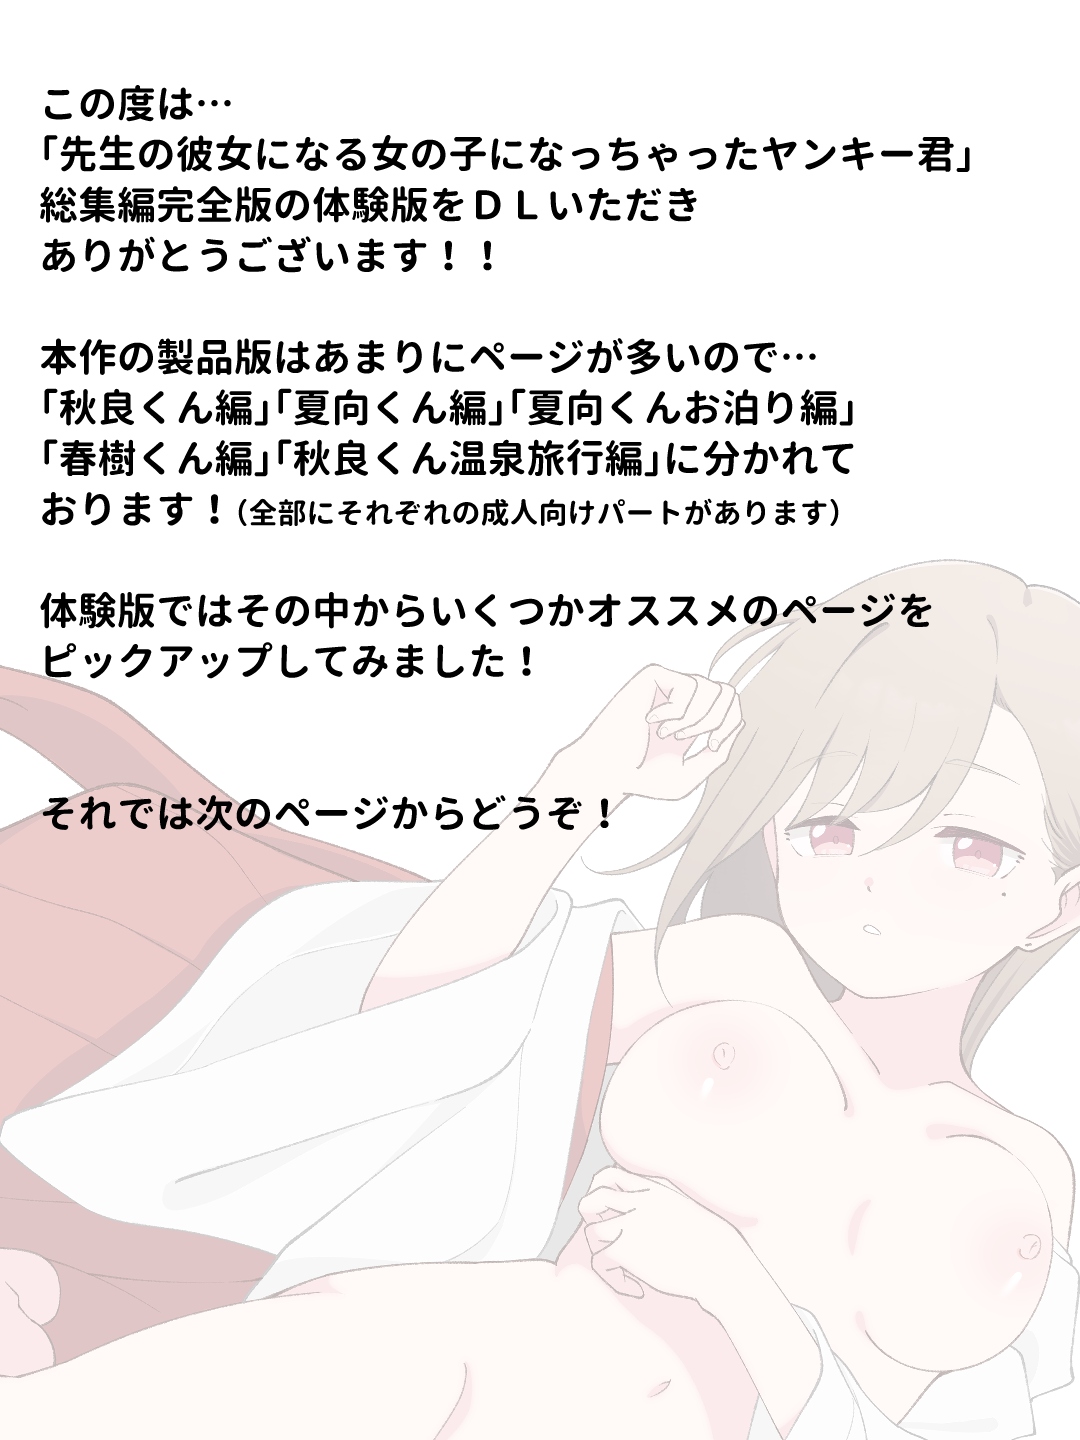 この度は…
「先生の彼女になる女の子になっちゃったヤンキー君」
総集編完全版の体験版をＤＬいただき
ありがとうございます！！
本作の製品版はあまりにページが多いので…
「秋良くん編」「夏向くん編」「夏向くんお泊り編」
「春樹くん編」「秋良くん温泉旅行編」に分かれて
おります！（全部にそれぞれの成人向けパートがあります）
体験版ではその中からいくつかオススメのページを
ピックアップしてみました！
それでは次のページからどうぞ！